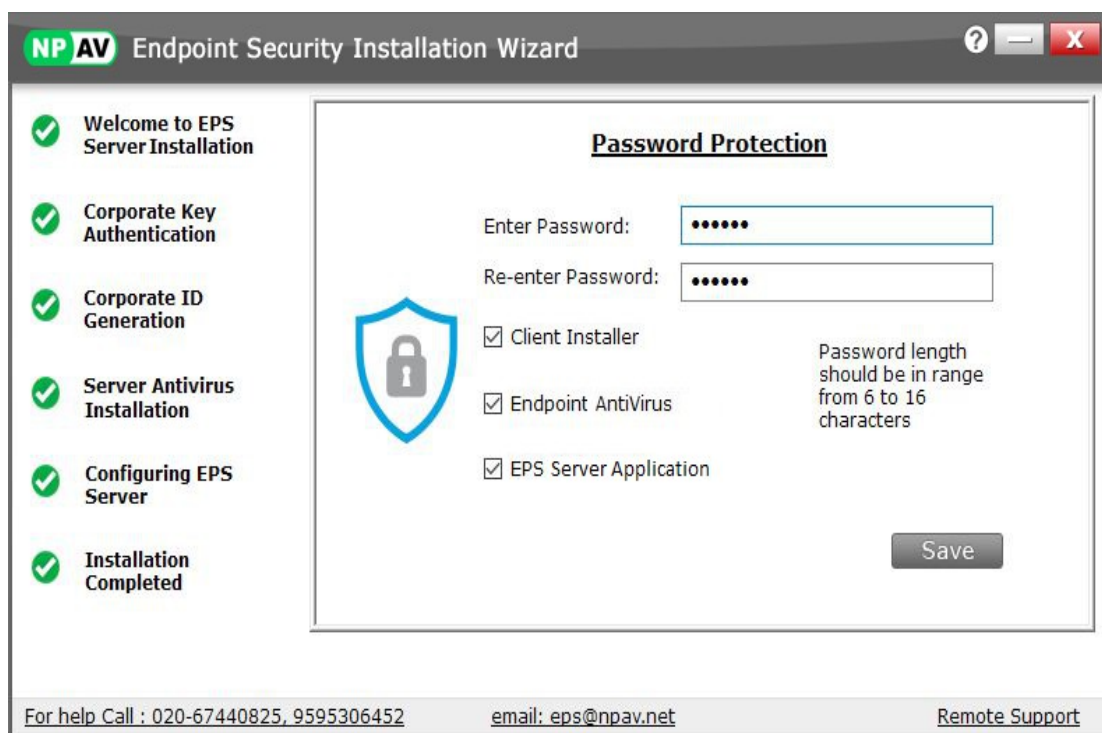 NP AV Endpoint Security Installation Wizard
? X
Welcome to EPS
Server Installation
Corporate Key
Authentication
Corporate ID
Generation
Server Antivirus
Installation
Configuring EPS
Server
Installation
Completed
Password Protection
Enter Password: ••••••
Re-enter Password: ••••••
Client Installer
Endpoint AntiVirus
EPS Server Application
Password length
should be in range
from 6 to 16
characters
Save
For help Call : 020-67440825, 9595306452 email: eps@npav.net Remote Support